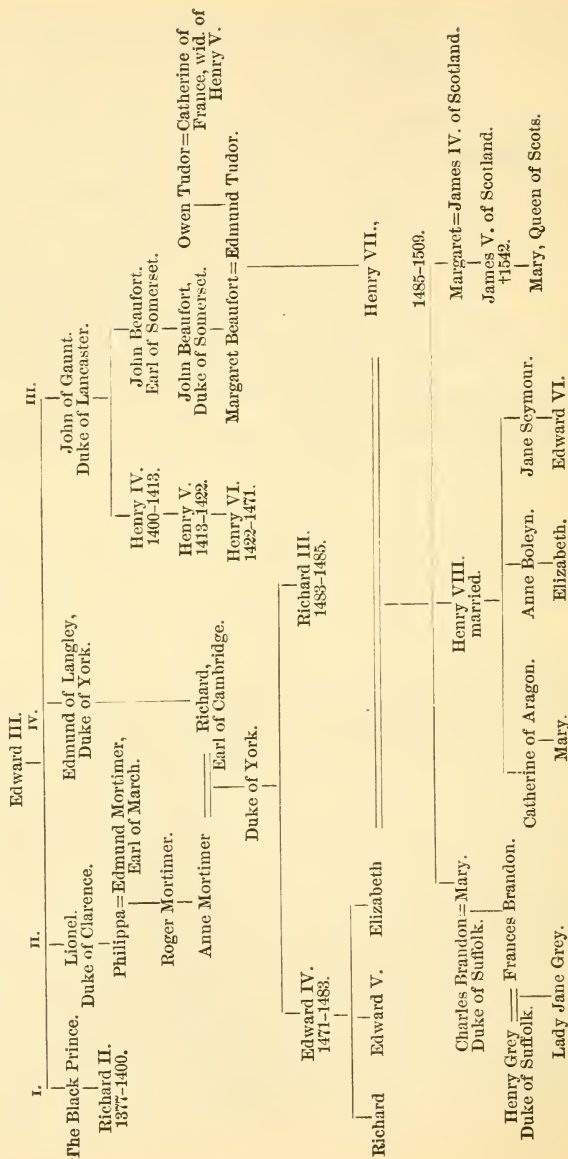 Edward III.
I. II. IV. III.
The Black Prince.
Richard II.
1377–1400.
Lionel.
Duke of Clarence.
Philippa=Edmund Mortimer,
Earl of March.
Roger Mortimer.
Anne Mortimer
Edmund of Langley,
Duke of York.
Richard,
Earl of Cambridge.
Duke of York.
John of Gaunt.
Duke of Lancaster.
Henry IV.
1400–1413.
Henry V.
1413–1422.
Henry VI.
1422–1471.
John Beaufort.
Earl of Somerset.
John Beaufort,
Duke of Somerset.
Owen Tudor=Catherine of
France, wid. of
Henry V.
Margaret Beaufort=Edmund Tudor.
Edward IV.
1471–1483.
Richard III.
1483–1485.
Richard Edward V. Elizabeth
Henry VII.,
1485–1509.
Charles Brandon=Mary.
Duke of Suffolk.
Henry Grey = Frances Brandon.
Duke of Suffolk.
Lady Jane Grey.
Henry VIII.
married.
Catherine of Aragon. Anne Boleyn. Jane Seymour.
Mary. Elizabeth. Edward VI.
Margaret=James IV. of Scotland.
James V. of Scotland.
†1542.
Mary, Queen of Scots.